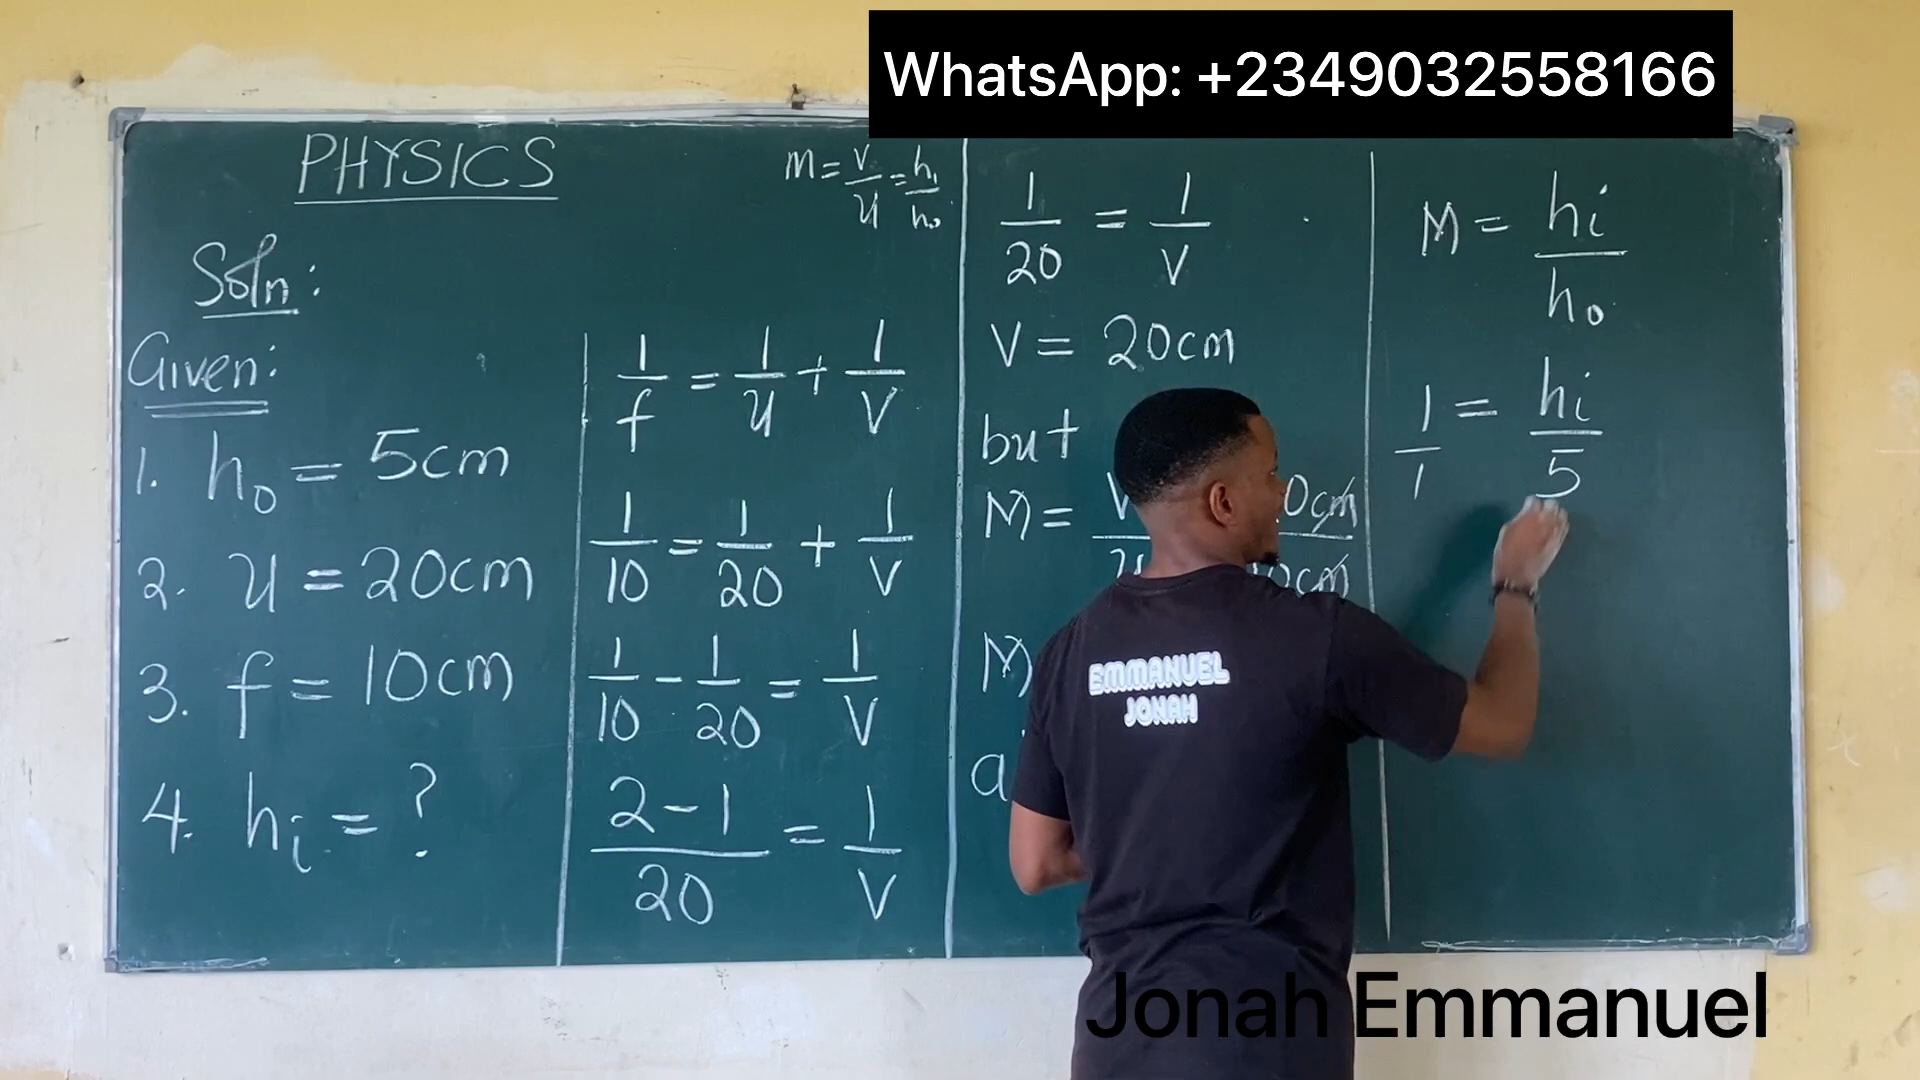 WhatsApp: +2349032558166
PHYSICS
m = v/u = hi/ho
Soln:
Given:
1. ho = 5cm
2. u = 20cm
3. f = 10cm
4. hi = ?
1/f = 1/u + 1/v
1/10 = 1/20 + 1/v
1/10 - 1/20 = 1/v
2-1/20 = 1/v
1/20 = 1/v
v = 20cm
but
M =
0cm
0cm
M
a
M = hi/ho
1/1 = hi/5
EMMANUEL
JONAH
Jonah Emmanuel